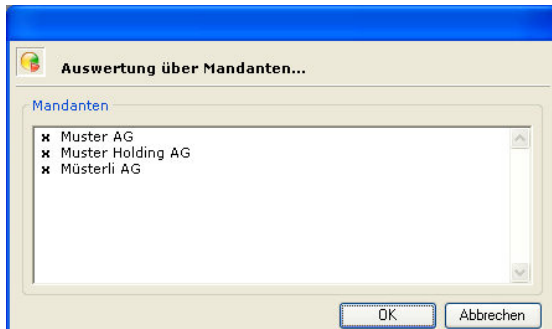 Auswertung über Mandanten...
Mandanten
x Muster AG
x Muster Holding AG
x Müsterli AG
OK Abbrechen